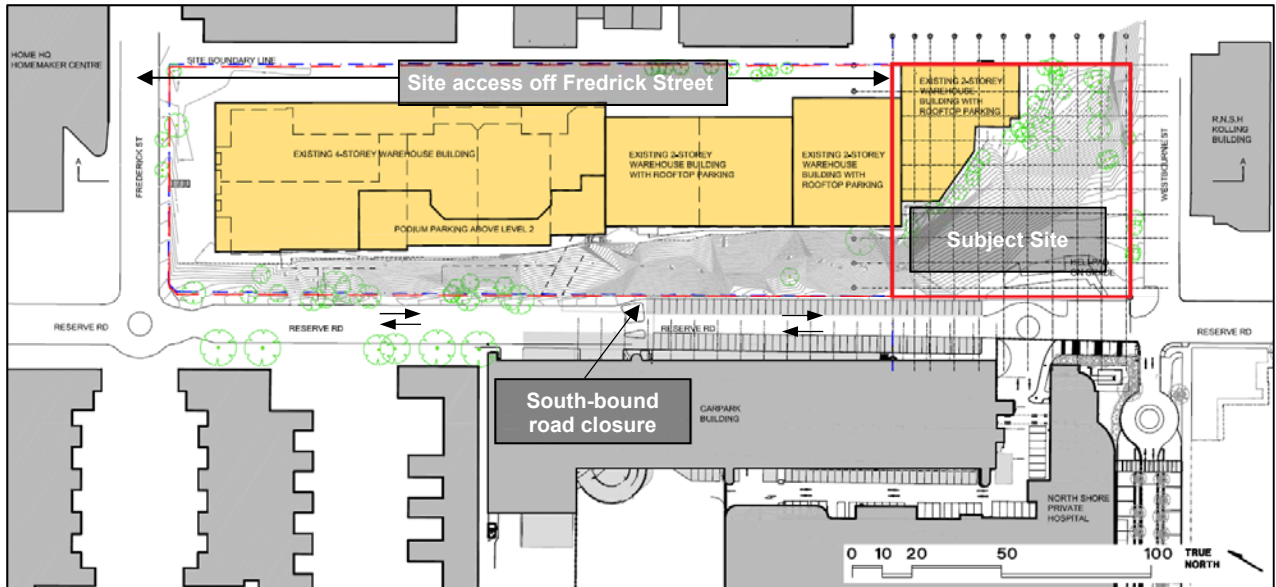 HOME HQ
HOMEMAKER CENTRE
SITE BOUNDARY LINE
Site access off Fredrick Street
EXISTING 2-STOREY
WAREHOUSE
BUILDING WITH
ROOFTOP PARKING
R.N.S.H
KOLLING
BUILDING
A
A
FREDERICK ST
WESTBOURNE ST
EXISTING 4-STOREY WAREHOUSE BUILDING
EXISTING 2-STOREY
WAREHOUSE BUILDING
WITH ROOFTOP PARKING
EXISTING 2-STOREY
WAREHOUSE
BUILDING WITH
ROOFTOP PARKING
PODIUM PARKING ABOVE LEVEL 2
Subject Site
ON GRADE
RESERVE RD
RESERVE RD
RESERVE RD
RESERVE RD
South-bound
road closure
CARPARK
BUILDING
NORTH SHORE
PRIVATE
HOSPITAL
0 10 20 50 100
TRUE
NORTH